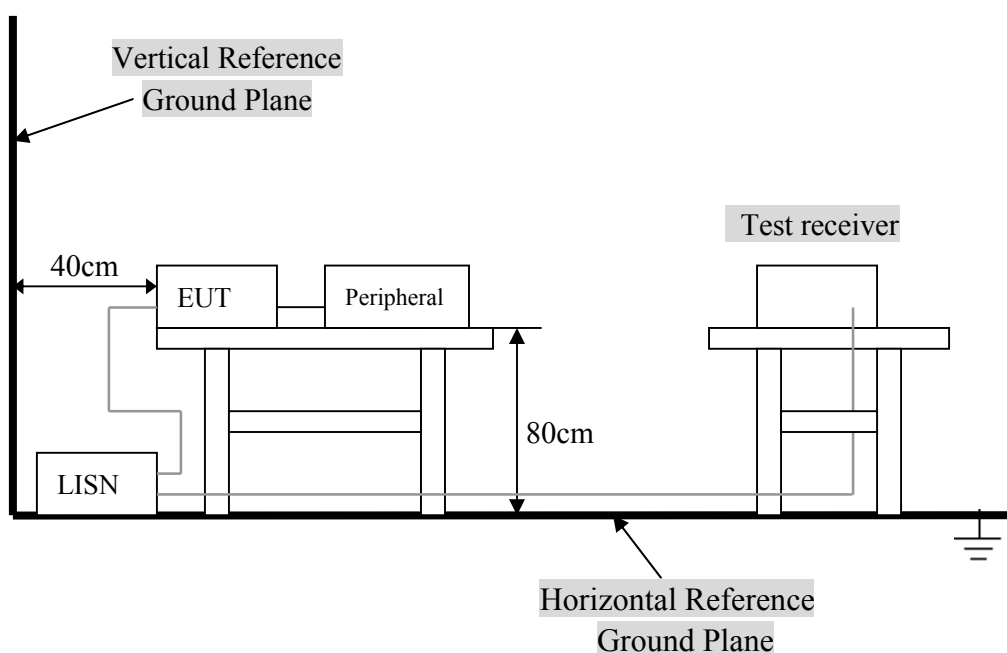 Vertical Reference
Ground Plane
Test receiver
40cm
EUT
Peripheral
80cm
LISN
Horizontal Reference
Ground Plane